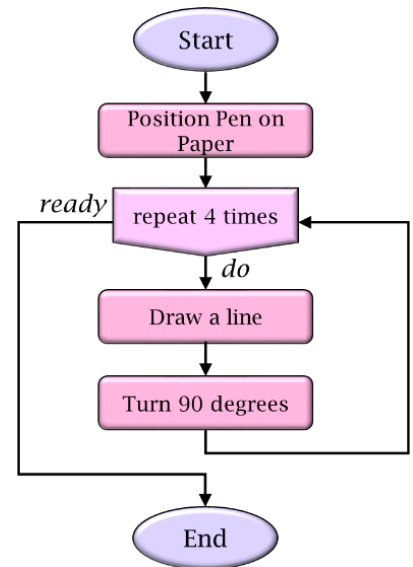 Start
Position Pen on
Paper
ready
repeat 4 times
do
Draw a line
Turn 90 degrees
End